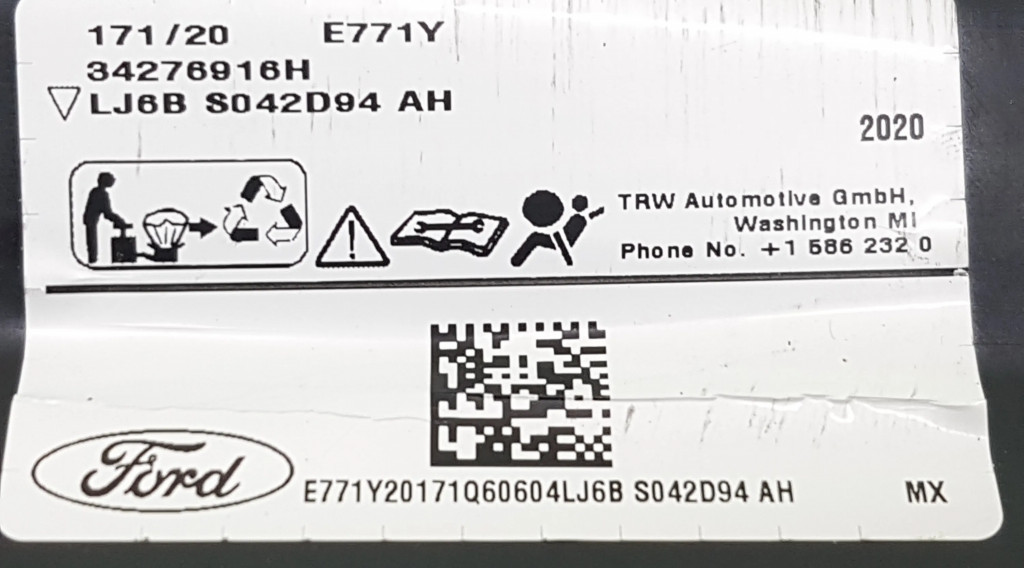 171/20 E771Y
34276916H
LJ6B S042D94 AH
2020
TRW Automotive GmbH,
Washington MI
Phone No. +1 586 232 0
Ford
E771Y20171Q60604LJ6B S042D94 AH MX